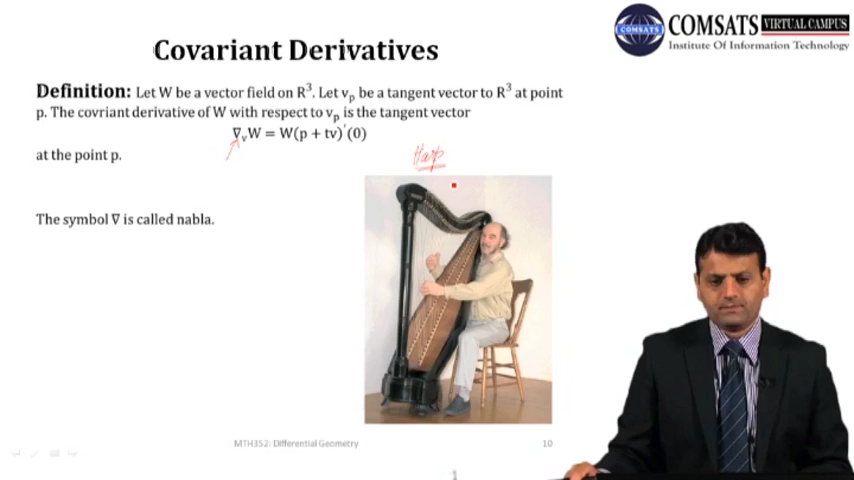 COMSATS
COMSATS VIRTUAL CAMPUS
Institute Of Information Technology
Covariant Derivatives
Definition: Let W be a vector field on R³. Let vₚ be a tangent vector to R³ at point
p. The covriant derivative of W with respect to vₚ is the tangent vector
∇ᵥW = W(p + tv)′(0)
at the point p.
Harp
The symbol ∇ is called nabla.
MTH352: Differential Geometry
10